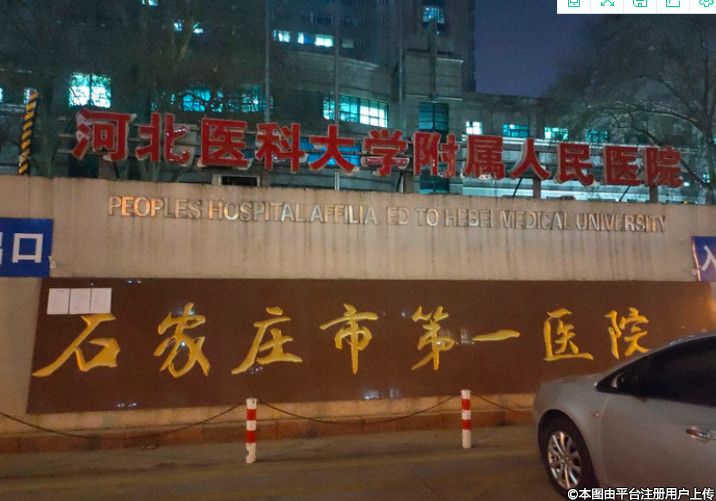 河北医科大学附属人民医院
PEOPLES HOSPITAL AFFILIA ED TO HEBEI MEDICAL UNIVERSITY
出口
入
石家庄市第一医院
©本图由平台注册用户上传